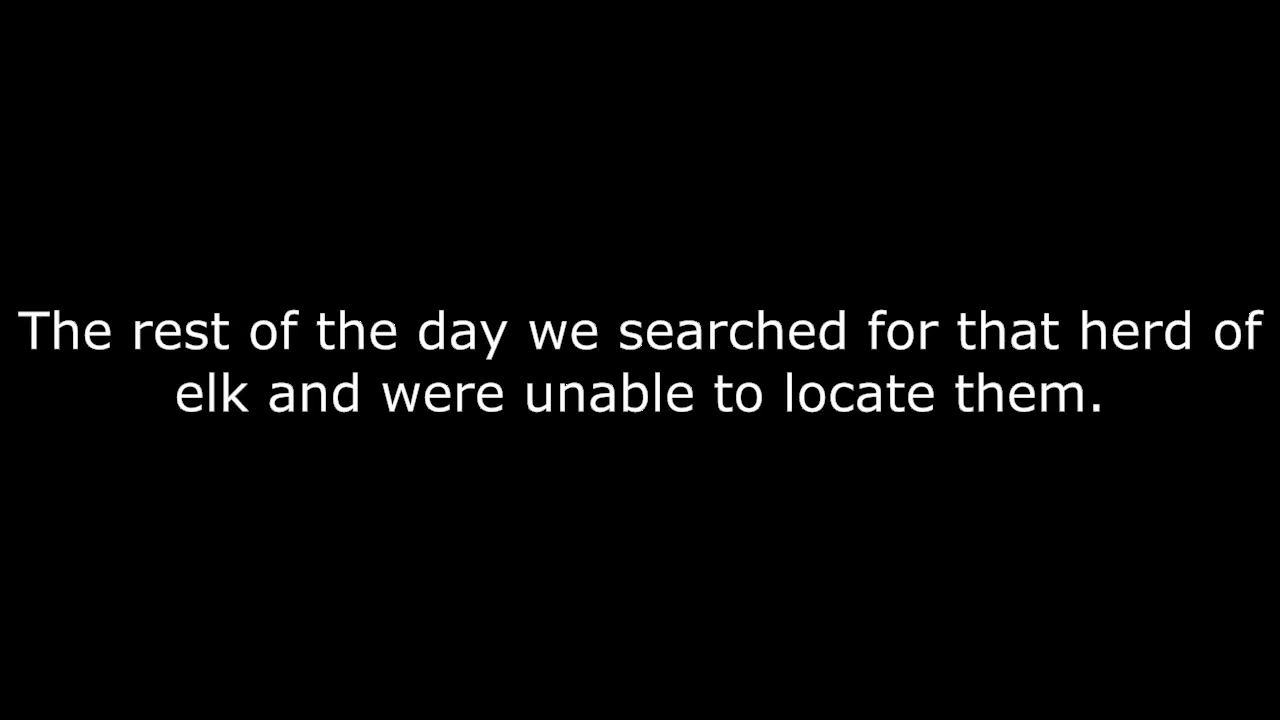 The rest of the day we searched for that herd of
elk and were unable to locate them.